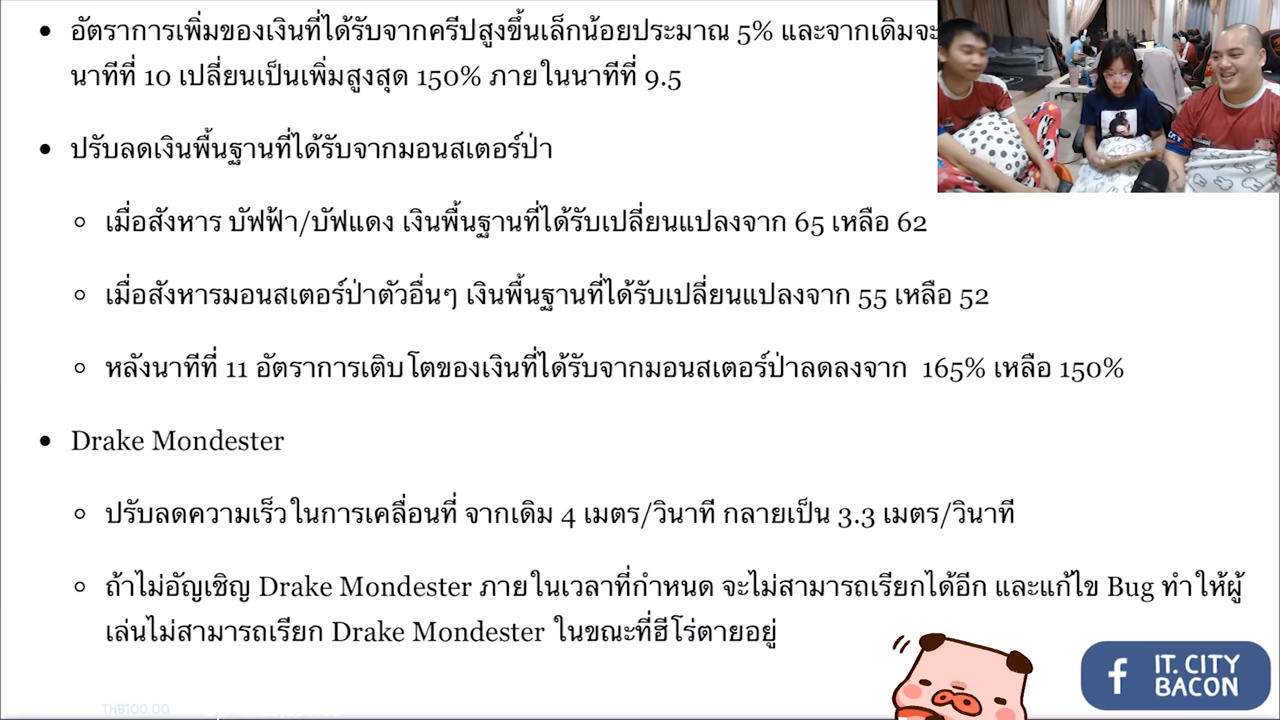 อัตราการเพิ่มของเงินที่ได้รับจากครีปสูงขึ้นเล็กน้อยประมาณ 5% และจากเดิมจะ
นาทีที่ 10 เปลี่ยนเป็นเพิ่มสูงสุด 150% ภายในนาทีที่ 9.5
ปรับลดเงินพื้นฐานที่ได้รับจากมอนสเตอร์ป่า
เมื่อสังหาร บัฟฟ้า/บัฟแดง เงินพื้นฐานที่ได้รับเปลี่ยนแปลงจาก 65 เหลือ 62
เมื่อสังหารมอนสเตอร์ป่าตัวอื่นๆ เงินพื้นฐานที่ได้รับเปลี่ยนแปลงจาก 55 เหลือ 52
หลังนาทีที่ 11 อัตราการเติบโตของเงินที่ได้รับจากมอนสเตอร์ป่าลดลงจาก 165% เหลือ 150%
Drake Mondester
ปรับลดความเร็วในการเคลื่อนที่ จากเดิม 4 เมตร/วินาที กลายเป็น 3.3 เมตร/วินาที
ถ้าไม่อัญเชิญ Drake Mondester ภายในเวลาที่กำหนด จะไม่สามารถเรียกได้อีก และแก้ไข Bug ทำให้ผู้
เล่นไม่สามารถเรียก Drake Mondester ในขณะที่ฮีโร่ตายอยู่
f IT. CITY
BACON
THB100.00